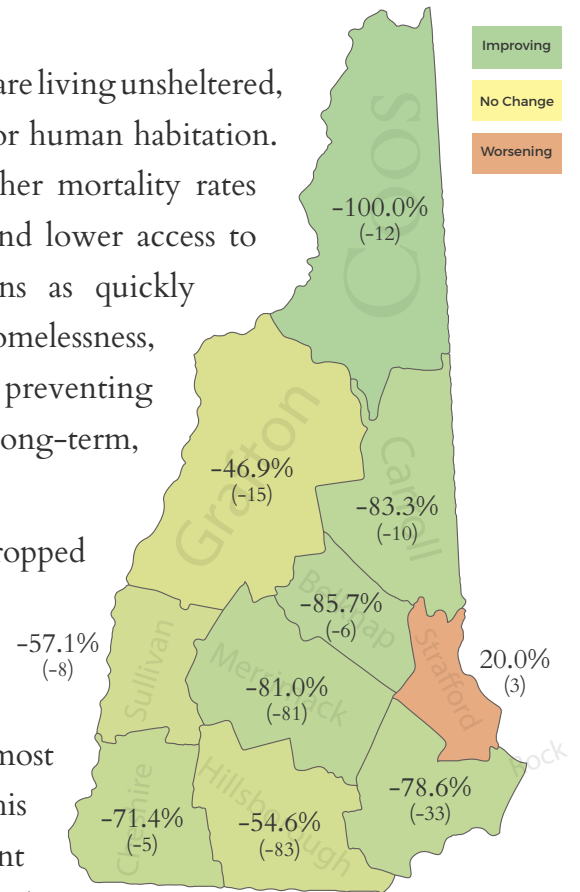 Improving
No Change
Worsening
are living unsheltered,
or human habitation.
her mortality rates
nd lower access to
ns as quickly
omelessness,
preventing
ong-term,
ropped
most
his
nt
Coos
-100.0%
(-12)
Grafton
-46.9%
(-15)
Carroll
-83.3%
(-10)
Belknap
-85.7%
(-6)
Sullivan
-57.1%
(-8)
Merrimack
-81.0%
(-81)
Strafford
20.0%
(3)
Rock
-78.6%
(-33)
Cheshire
-71.4%
(-5)
Hillsborough
-54.6%
(-83)